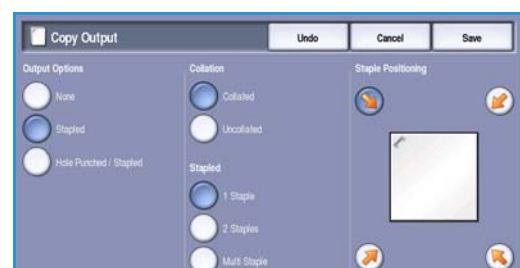 Copy Output
Undo
Cancel
Save
Output Options
None
Stapled
Hole Punched / Stapled
Collation
Collated
Uncollated
Stapled
1 Staple
2 Staples
Multi Staple
Staple Positioning